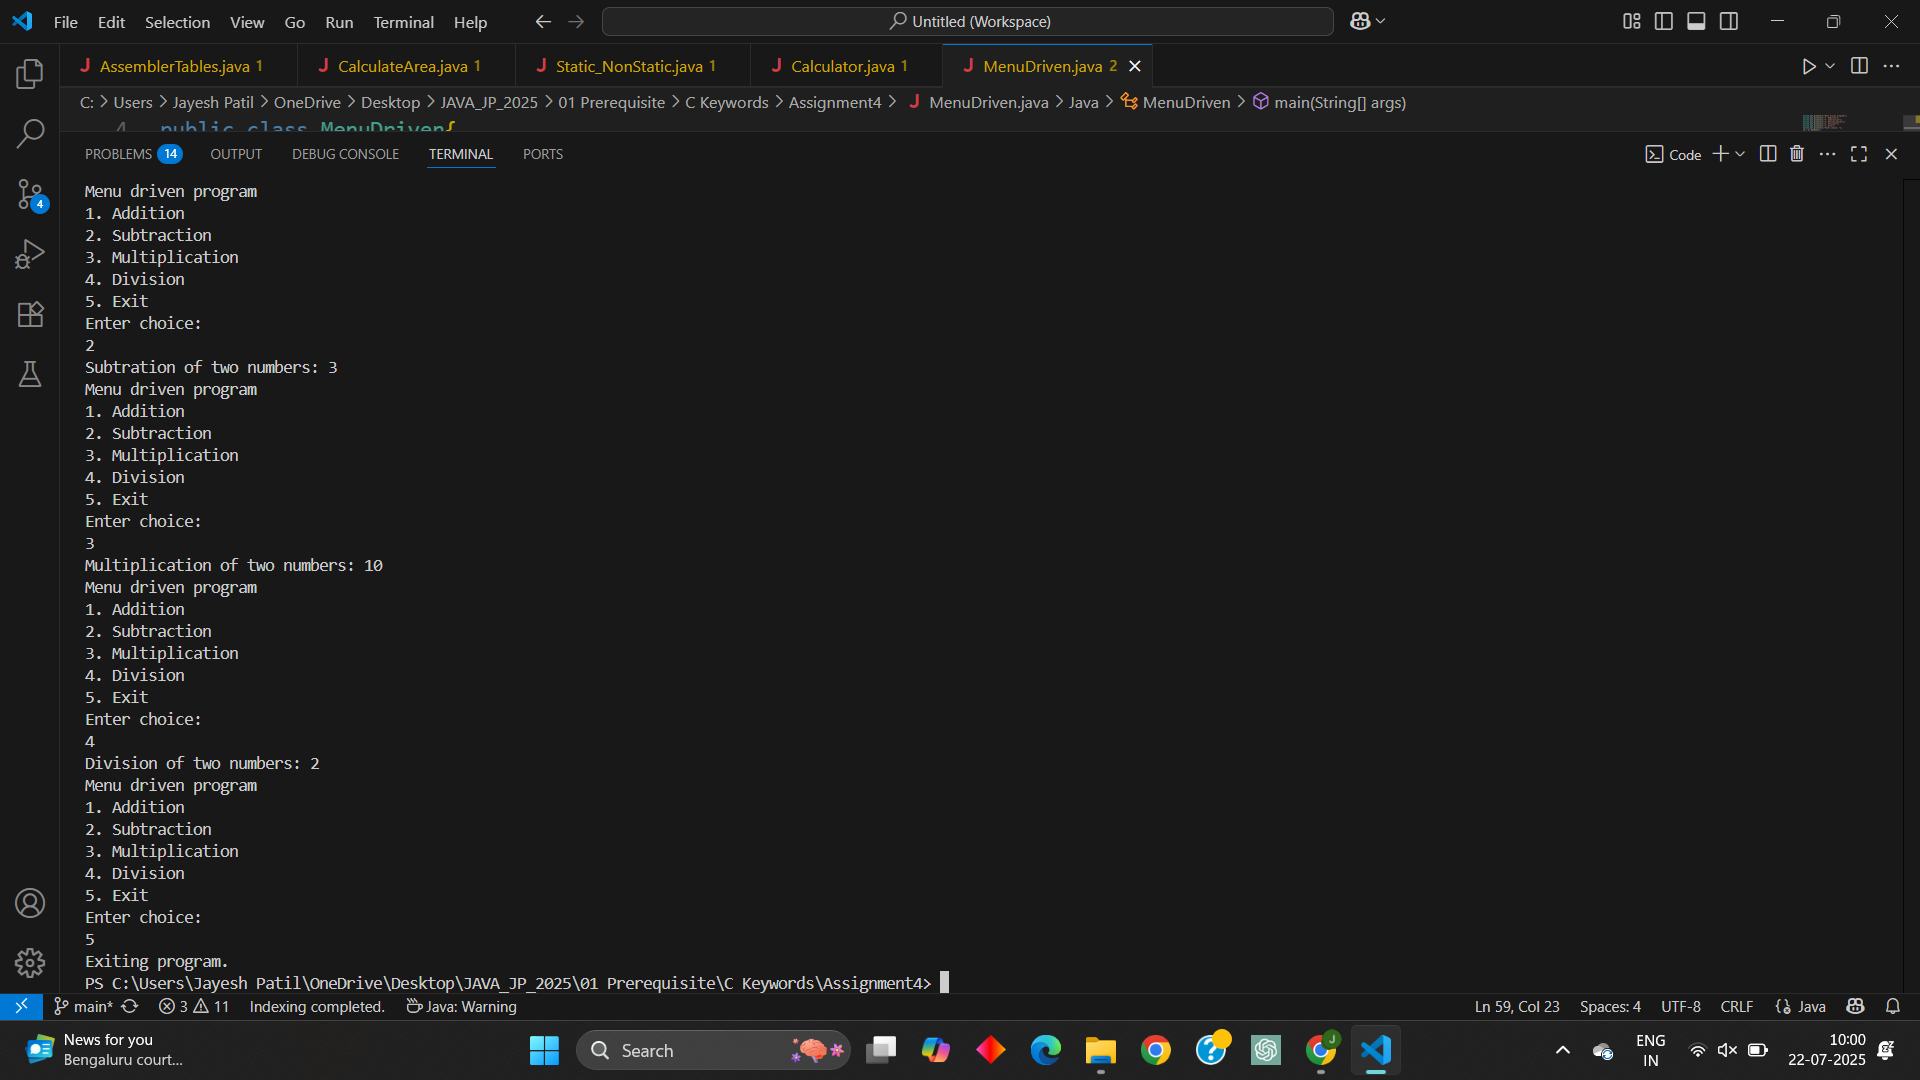 File Edit Selection View Go Run Terminal Help Untitled (Workspace)
AssemblerTables.java 1 CalculateArea.java 1 Static_NonStatic.java 1 Calculator.java 1 MenuDriven.java 2
C: > Users > Jayesh Patil > OneDrive > Desktop > JAVA_JP_2025 > 01 Prerequisite > C Keywords > Assignment4 > MenuDriven.java > Java > MenuDriven > main(String[] args)
4 public class MenuDriven{
PROBLEMS 14 OUTPUT DEBUG CONSOLE TERMINAL PORTS Code
Menu driven program
1. Addition
2. Subtraction
3. Multiplication
4. Division
5. Exit
Enter choice:
2
Subtration of two numbers: 3
Menu driven program
1. Addition
2. Subtraction
3. Multiplication
4. Division
5. Exit
Enter choice:
3
Multiplication of two numbers: 10
Menu driven program
1. Addition
2. Subtraction
3. Multiplication
4. Division
5. Exit
Enter choice:
4
Division of two numbers: 2
Menu driven program
1. Addition
2. Subtraction
3. Multiplication
4. Division
5. Exit
Enter choice:
5
Exiting program.
PS C:\Users\Jayesh Patil\OneDrive\Desktop\JAVA_JP_2025\01 Prerequisite\C Keywords\Assignment4>
4
main* 3 11 Indexing completed. Java: Warning Ln 59, Col 23 Spaces: 4 UTF-8 CRLF {} Java
News for you
Bengaluru court...
Search
J
ENG
IN
10:00
22-07-2025